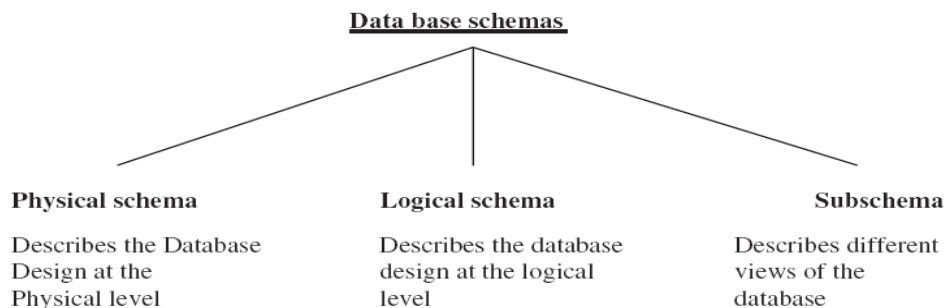 Data base schemas
Physical schema
Describes the Database
Design at the
Physical level
Logical schema
Describes the database
design at the logical
level
Subschema
Describes different
views of the
database